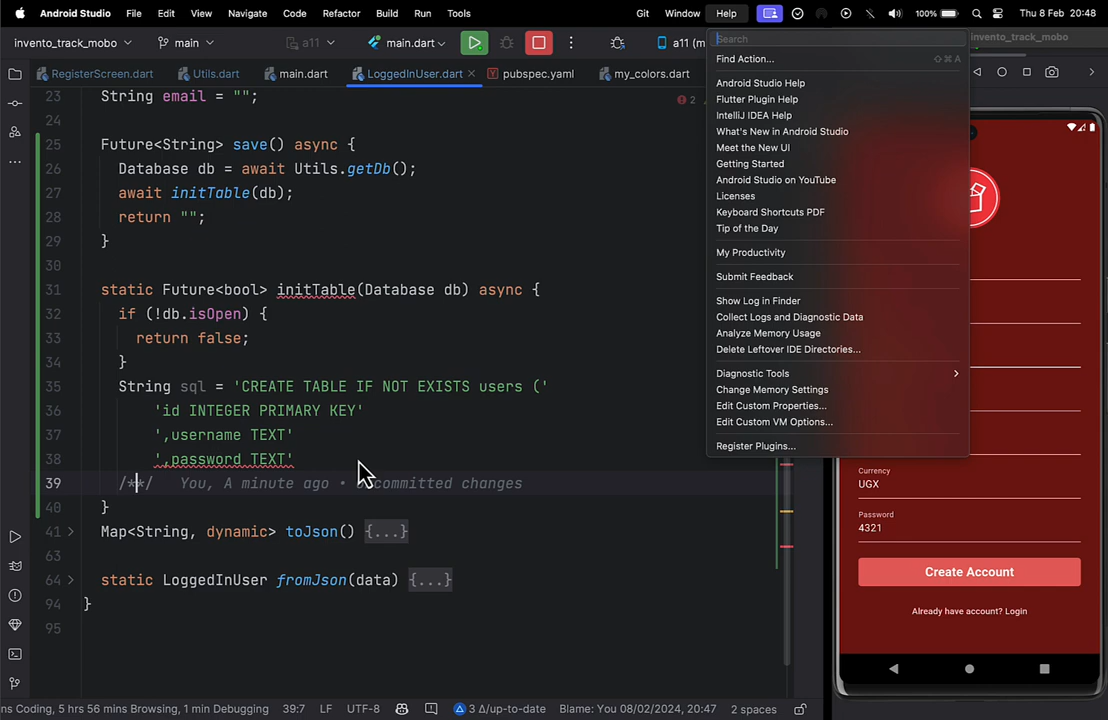 Android Studio File Edit View Navigate Code Refactor Build Run Tools Git Window Help 100% Thu 8 Feb 20:48
invento_track_mobo main a11 main.dart a11 (m invento_track_mobo
RegisterScreen.dart Utils.dart main.dart LoggedInUser.dart pubspec.yaml my_colors.dart
23 String email = "";
24
25 Future<String> save() async {
26 Database db = await Utils.getDb();
27 await initTable(db);
28 return "";
29 }
30
31 static Future<bool> initTable(Database db) async {
32 if (!db.isOpen) {
33 return false;
34 }
35 String sql = 'CREATE TABLE IF NOT EXISTS users ('
36 'id INTEGER PRIMARY KEY'
37 ',username TEXT'
38 ',password TEXT'
39 /**/ You, A minute ago • Uncommitted changes
40 }
41 Map<String, dynamic> toJson() {...}
63
64 static LoggedInUser fromJson(data) {...}
94 }
95
2
Search
Find Action... ⇧⌘A
Android Studio Help
Flutter Plugin Help
IntelliJ IDEA Help
What's New in Android Studio
Meet the New UI
Getting Started
Android Studio on YouTube
Licenses
Keyboard Shortcuts PDF
Tip of the Day
My Productivity
Submit Feedback
Show Log in Finder
Collect Logs and Diagnostic Data
Analyze Memory Usage
Delete Leftover IDE Directories...
Diagnostic Tools
Change Memory Settings
Edit Custom Properties...
Edit Custom VM Options...
Register Plugins...
Currency
UGX
Password
4321
Create Account
Already have account? Login
ns Coding, 5 hrs 56 mins Browsing, 1 min Debugging 39:7 LF UTF-8 3 Δ/up-to-date Blame: You 08/02/2024, 20:47 2 spaces